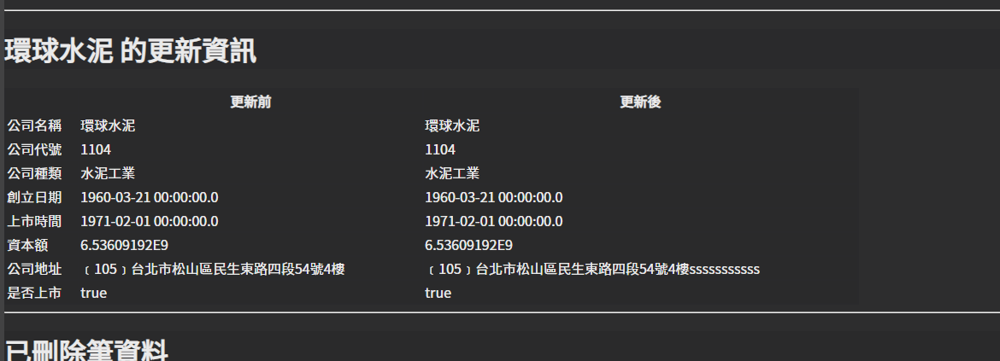 環球水泥 的更新資訊
更新前 更新後
公司名稱 環球水泥 環球水泥
公司代號 1104 1104
公司種類 水泥工業 水泥工業
創立日期 1960-03-21 00:00:00.0 1960-03-21 00:00:00.0
上市時間 1971-02-01 00:00:00.0 1971-02-01 00:00:00.0
資本額 6.53609192E9 6.53609192E9
公司地址 ﹝105﹞台北市松山區民生東路四段54號4樓 ﹝105﹞台北市松山區民生東路四段54號4樓sssssssssss
是否上市 true true
已刪除筆資料